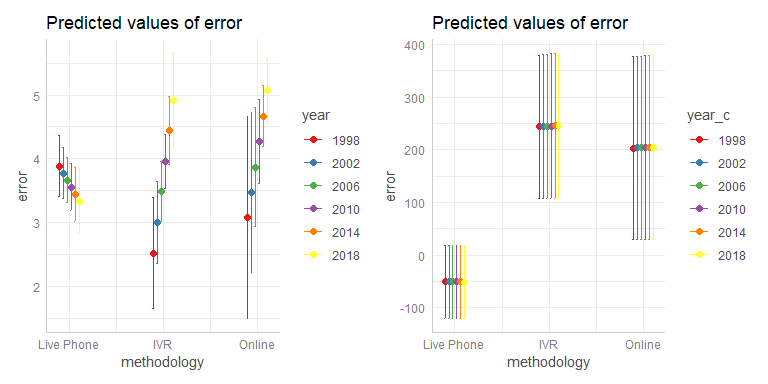 Predicted values of error
5
4
3
2
error
Live Phone
IVR
Online
methodology
year
1998
2002
2006
2010
2014
2018
Predicted values of error
400
300
200
100
0
-100
error
Live Phone
IVR
Online
methodology
year_c
1998
2002
2006
2010
2014
2018